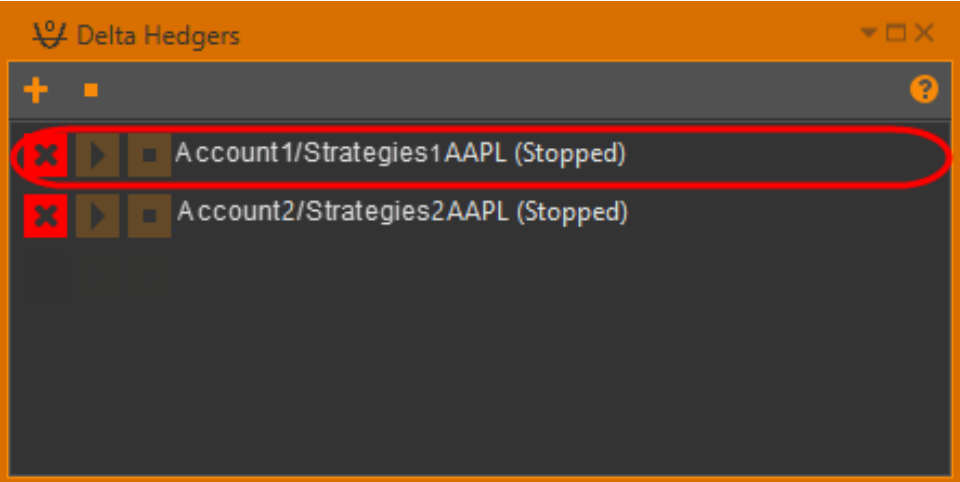 Delta Hedgers
?
Account1/Strategies1AAPL (Stopped)
Account2/Strategies2AAPL (Stopped)